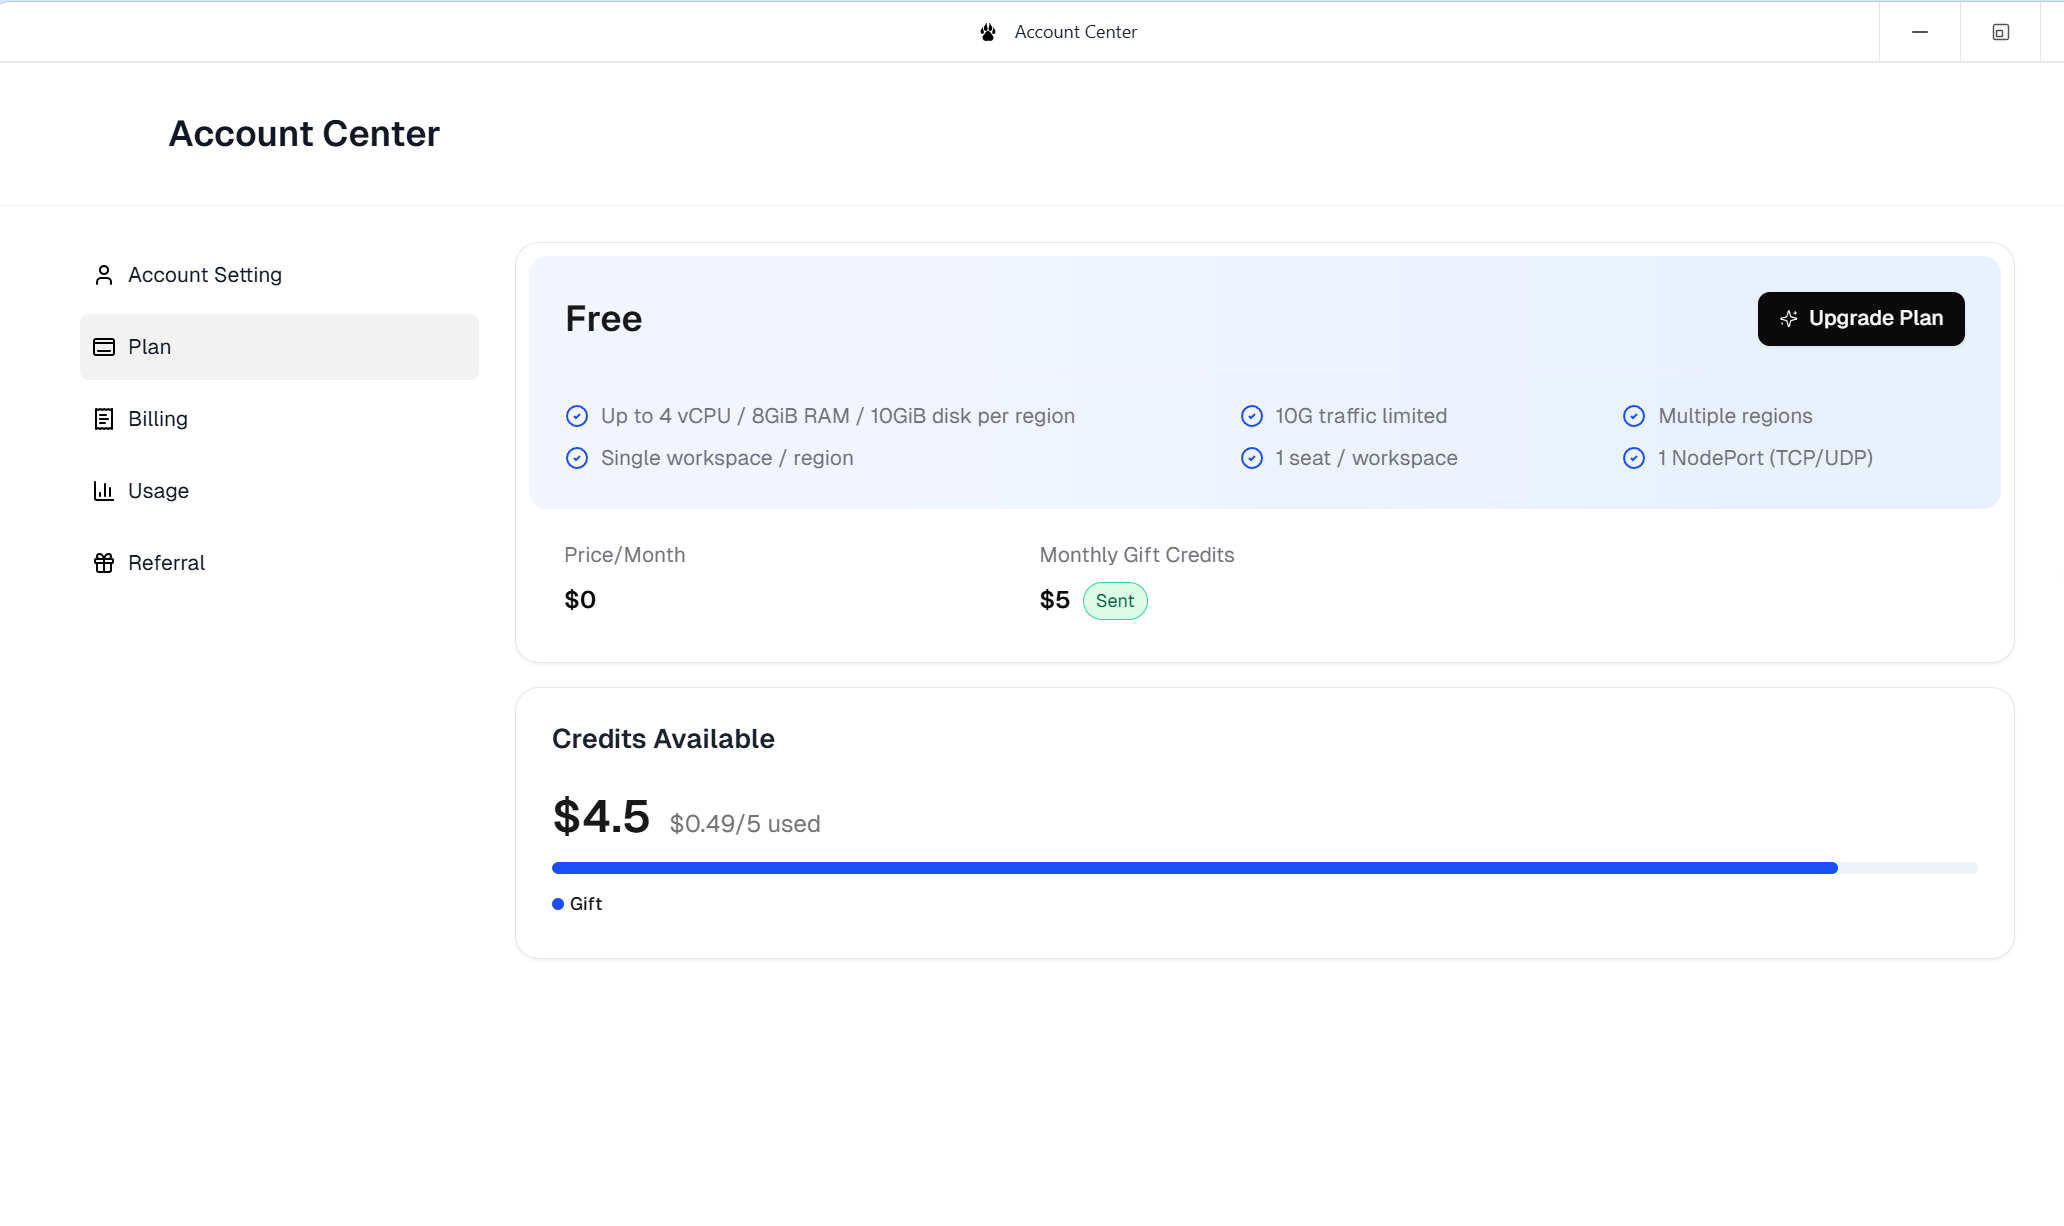 Account Center
Account Center
Account Setting
Plan
Billing
Usage
Referral
Free
Upgrade Plan
Up to 4 vCPU / 8GiB RAM / 10GiB disk per region
10G traffic limited
Multiple regions
Single workspace / region
1 seat / workspace
1 NodePort (TCP/UDP)
Price/Month
Monthly Gift Credits
$0
$5 Sent
Credits Available
$4.5 $0.49/5 used
Gift